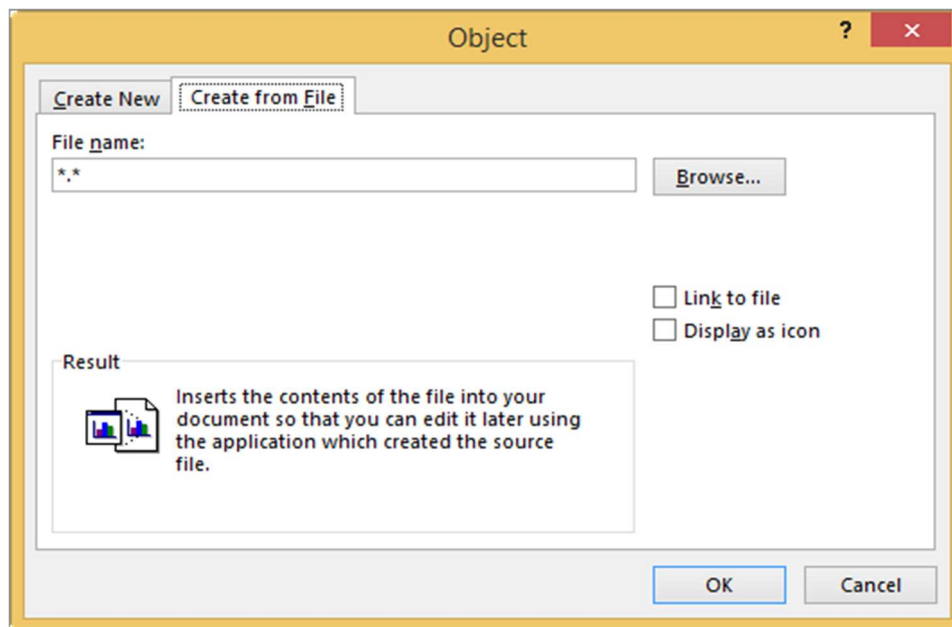 Object
?
Create New
Create from File
File name:
*.*
Browse...
Link to file
Display as icon
Result
Inserts the contents of the file into your
document so that you can edit it later using
the application which created the source
file.
OK
Cancel